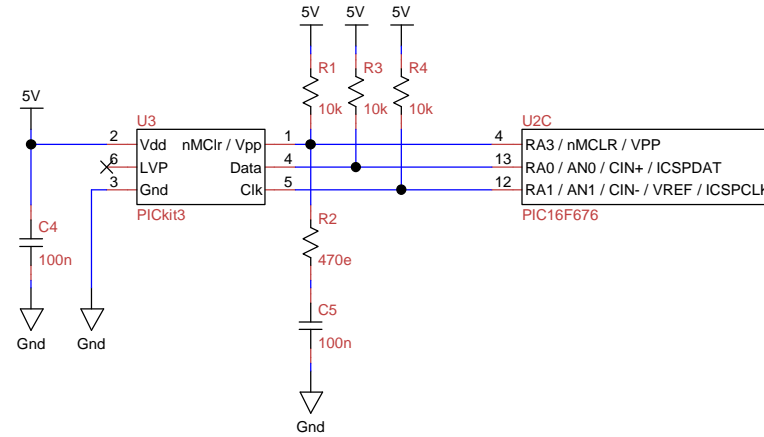 5V 5V 5V
R1 R3 R4
10k 10k 10k
5V
U3 U2C
2 Vdd nMClr / Vpp 1 4 RA3 / nMCLR / VPP
6 LVP Data 4 13 RA0 / AN0 / CIN+ / ICSPDAT
3 Gnd Clk 5 12 RA1 / AN1 / CIN- / VREF / ICSPCLK
PICkit3 PIC16F676
R2
470e
C4
100n
C5
100n
Gnd Gnd
Gnd